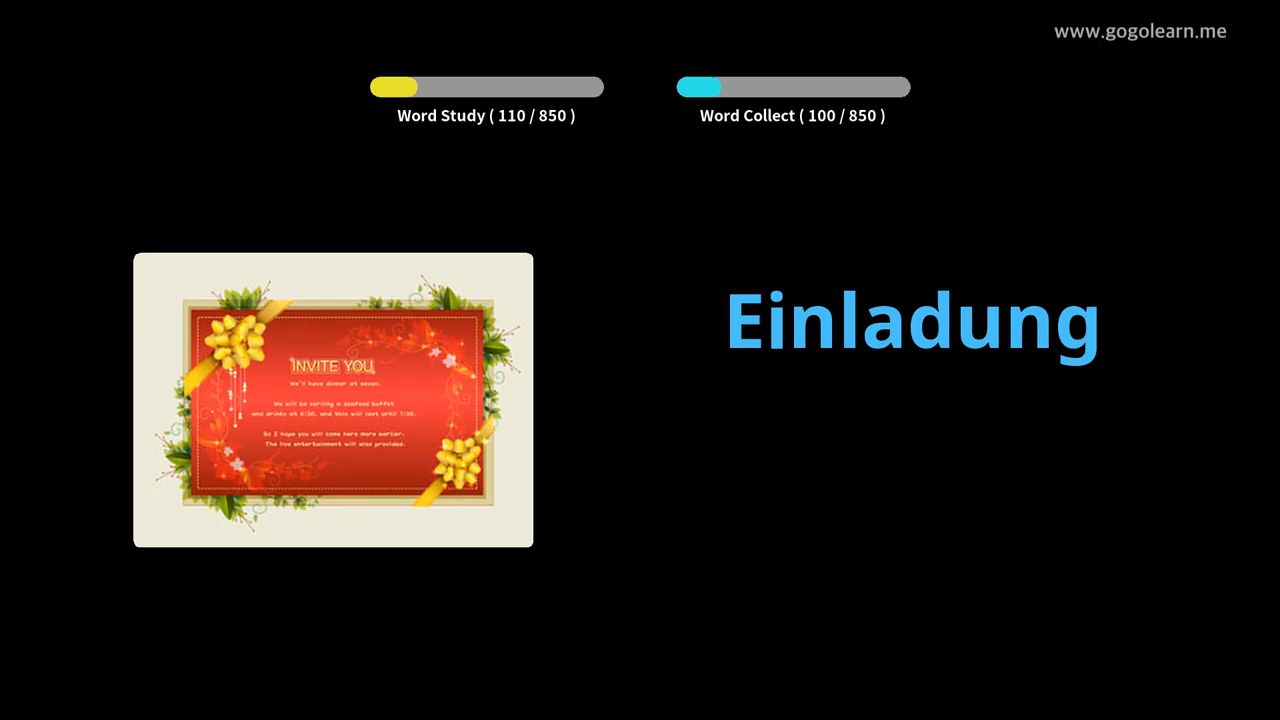 www.gogolearn.me
Word Study ( 110 / 850 )
Word Collect ( 100 / 850 )
Einladung
INVITE YOU
We'll have dinner at seven.
We will be serving a seafood buffet
and drinks at 6:30, and this will last until 7:30.
So I hope you will come here more earlier.
The live entertainment will also provided.